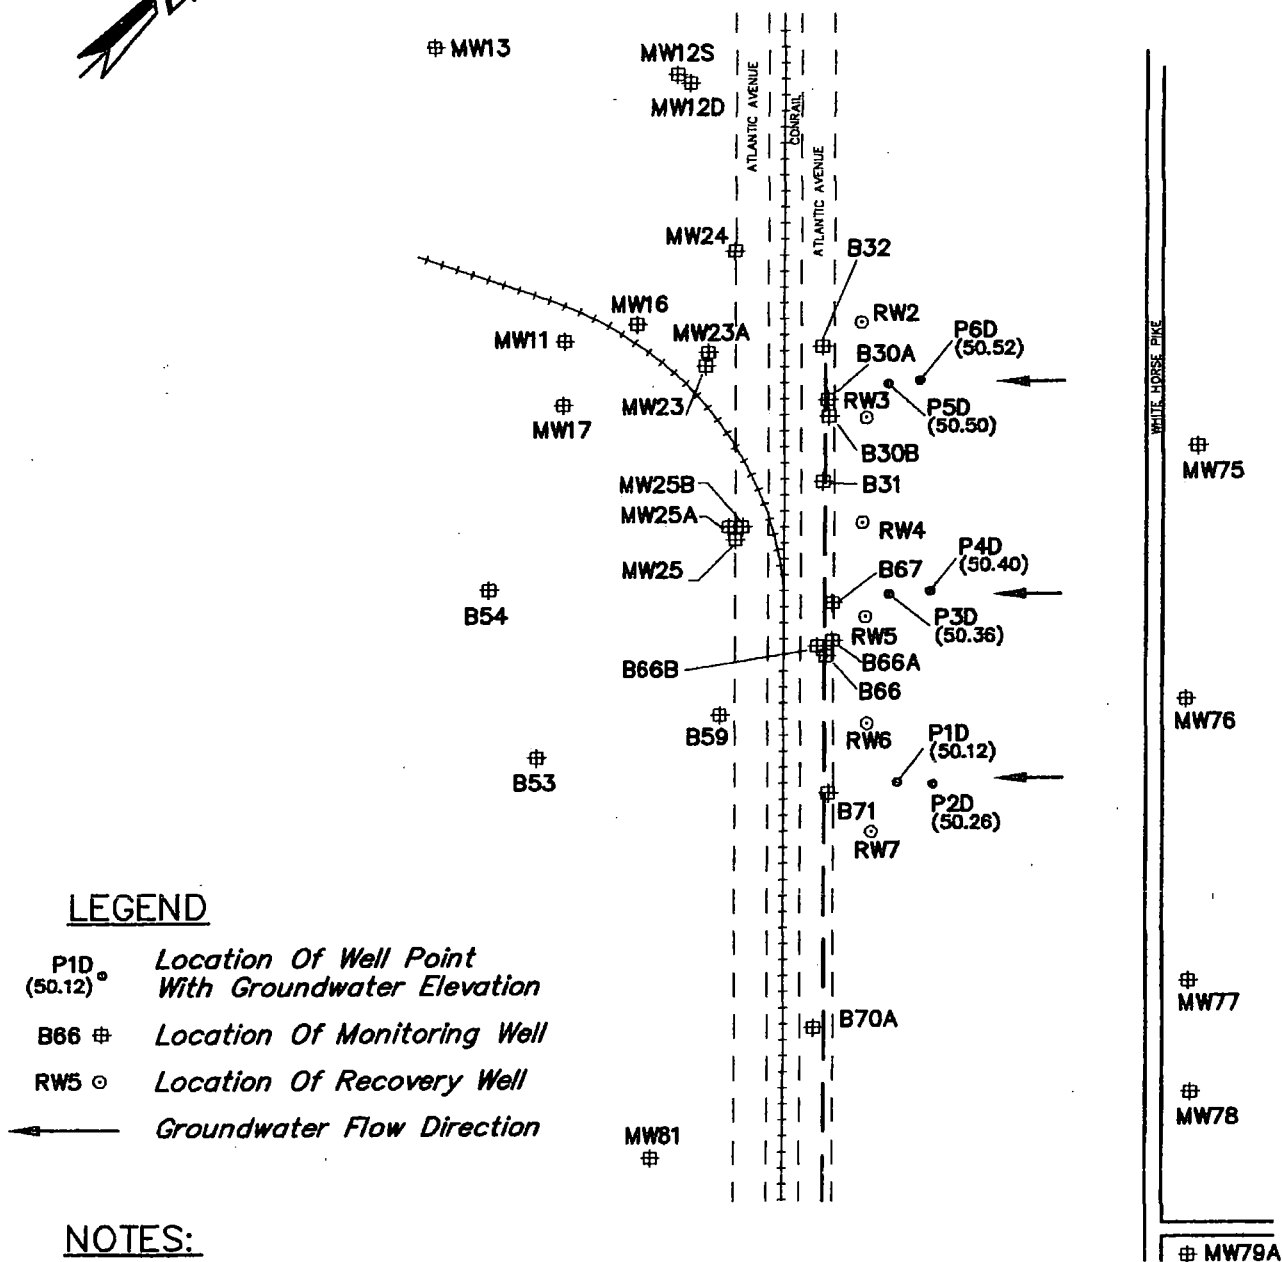 MW13
MW12S
MW12D
ATLANTIC AVENUE
CONRAIL
ATLANTIC AVENUE
WHITE HORSE PIKE
MW24
B32
MW16
RW2
MW11
MW23A
P6D
(50.52)
B30A
MW23
RW3
P5D
(50.50)
MW17
B30B
MW75
MW25B
B31
MW25A
RW4
MW25
P4D
(50.40)
B67
B54
P3D
(50.36)
RW5
B66B
B66A
B66
MW76
B59
RW6
P1D
(50.12)
B53
B71
P2D
(50.26)
RW7
LEGEND
P1D
(50.12)
Location Of Well Point
With Groundwater Elevation
B66
Location Of Monitoring Well
RW5
Location Of Recovery Well
Groundwater Flow Direction
MW77
B70A
MW78
MW81
NOTES:
MW79A